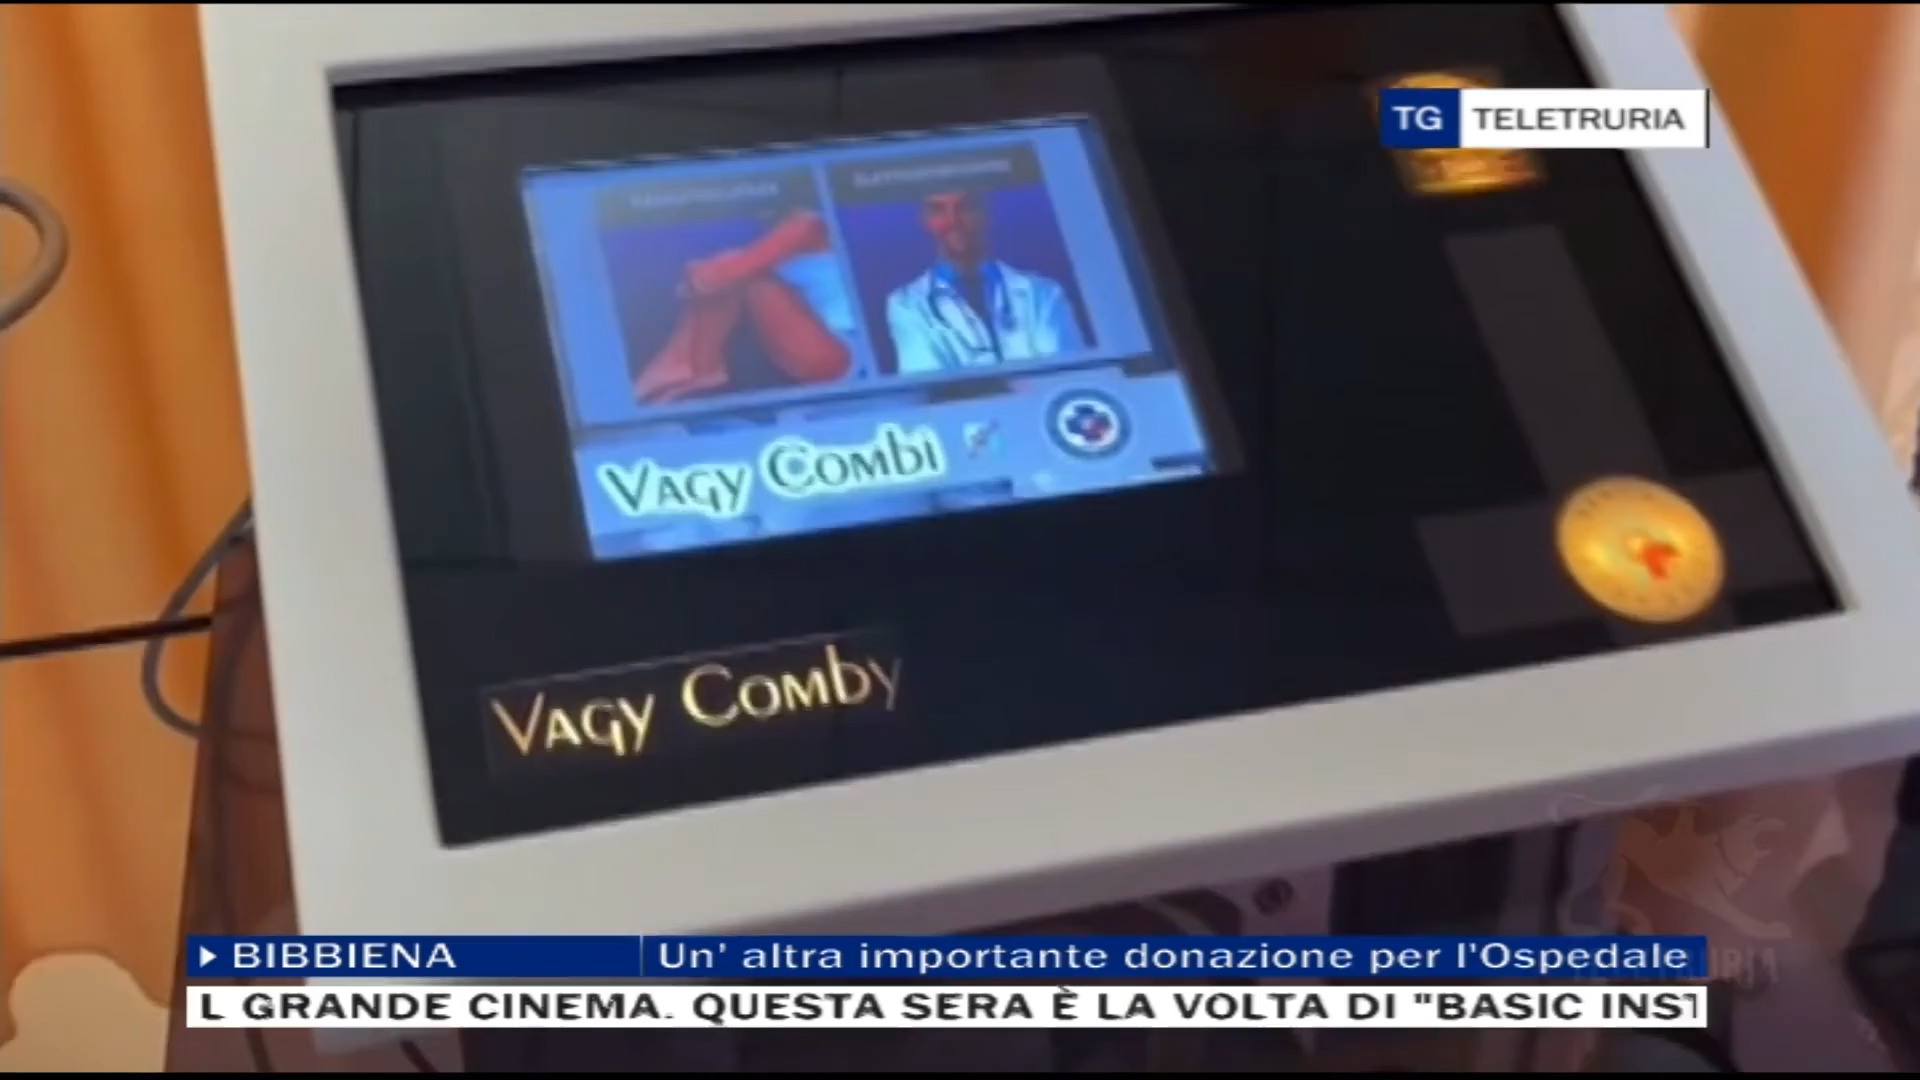 TG TELETRURIA
VAGY COMBI
VAGY COMBY
BIBBIENA
Un' altra importante donazione per l'Ospedale
L GRANDE CINEMA. QUESTA SERA È LA VOLTA DI "BASIC INST